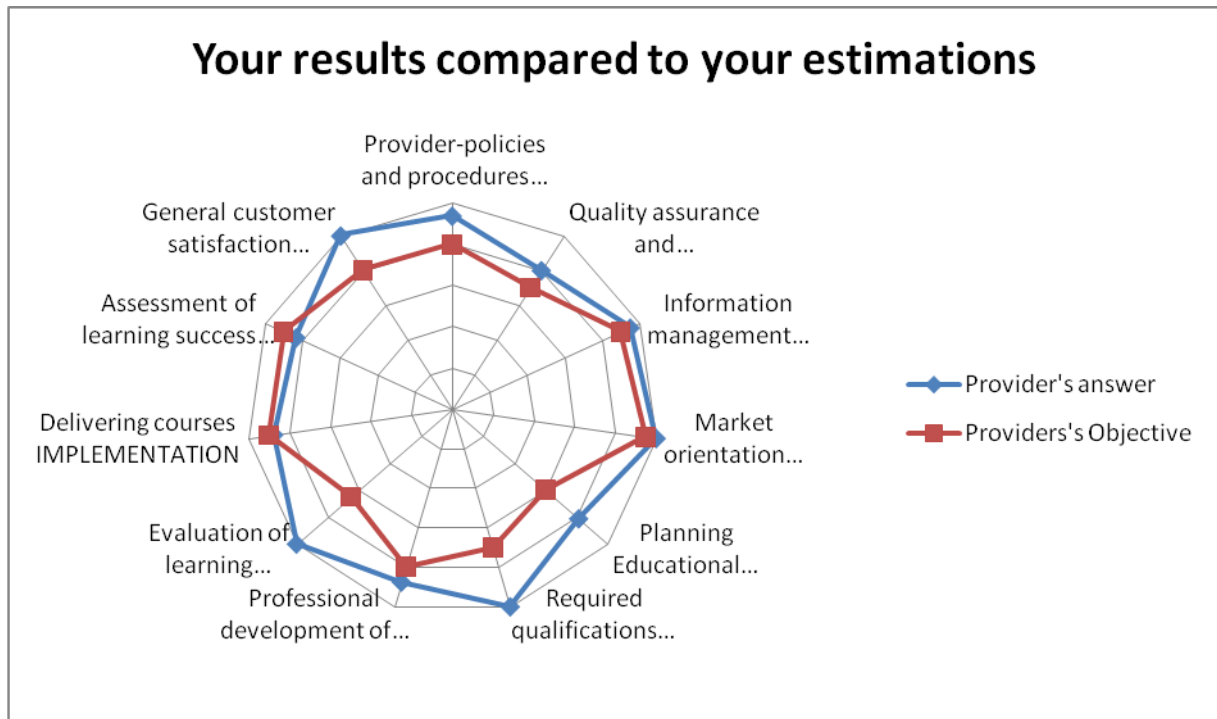 Your results compared to your estimations
Provider-policies
and procedures...
Quality assurance
and...
Information
management...
Market
orientation...
Planning
Educational...
Required
qualifications...
Professional
development of...
Evaluation of
learning...
Delivering courses
IMPLEMENTATION
Assessment of
learning success...
General customer
satisfaction...
Provider's answer
Providers's Objective